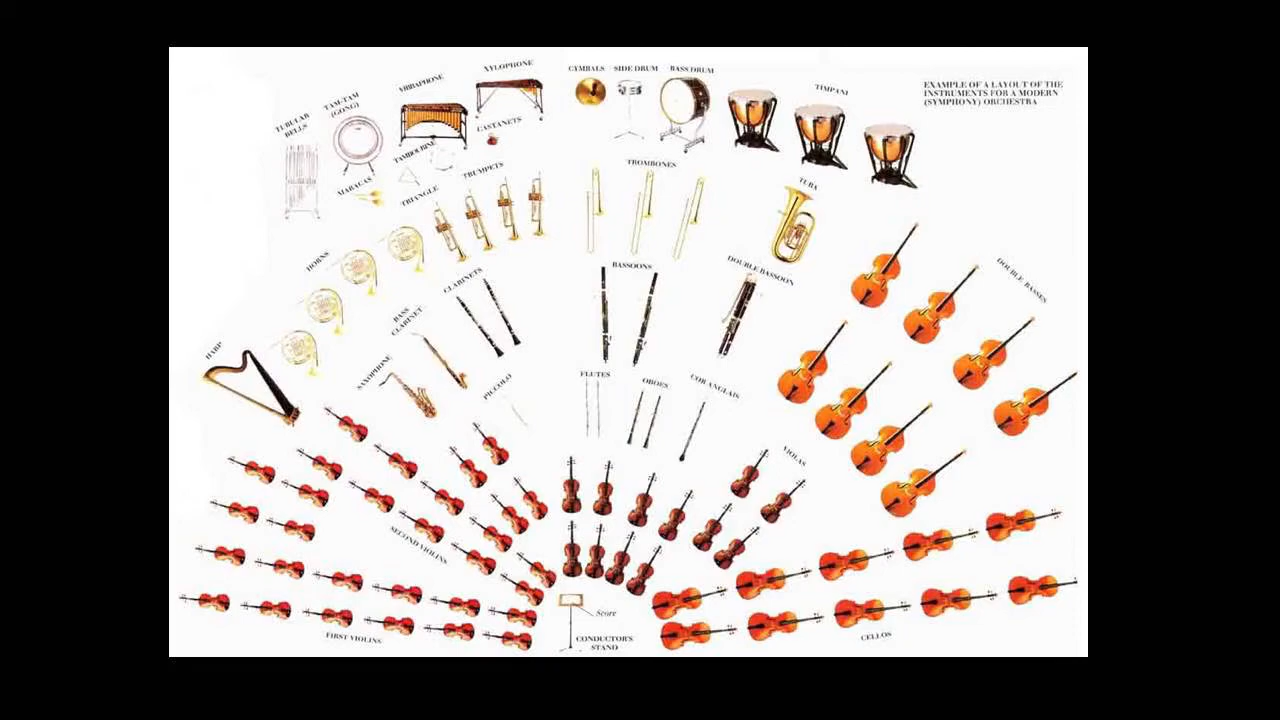 XYLOPHONE
CYMBALS
SIDE DRUM
BASS DRUM
VIBRAPHONE
TIMPANI
EXAMPLE OF A LAYOUT OF THE
INSTRUMENTS FOR A MODERN
(SYMPHONY) ORCHESTRA
TAM-TAM
(GONG)
TUBULAR
BELLS
CASTANETS
TAMBOURINE
MARACAS
TRIANGLE
TRUMPETS
TROMBONES
TUBA
HORNS
CLARINETS
BASSOONS
DOUBLE BASSOON
DOUBLE BASSES
BASS
CLARINET
HARP
SAXOPHONE
PICCOLO
FLUTES
OBOES
COR ANGLAIS
VIOLAS
SECOND VIOLINS
Score
FIRST VIOLINS
CONDUCTOR'S
STAND
CELLOS